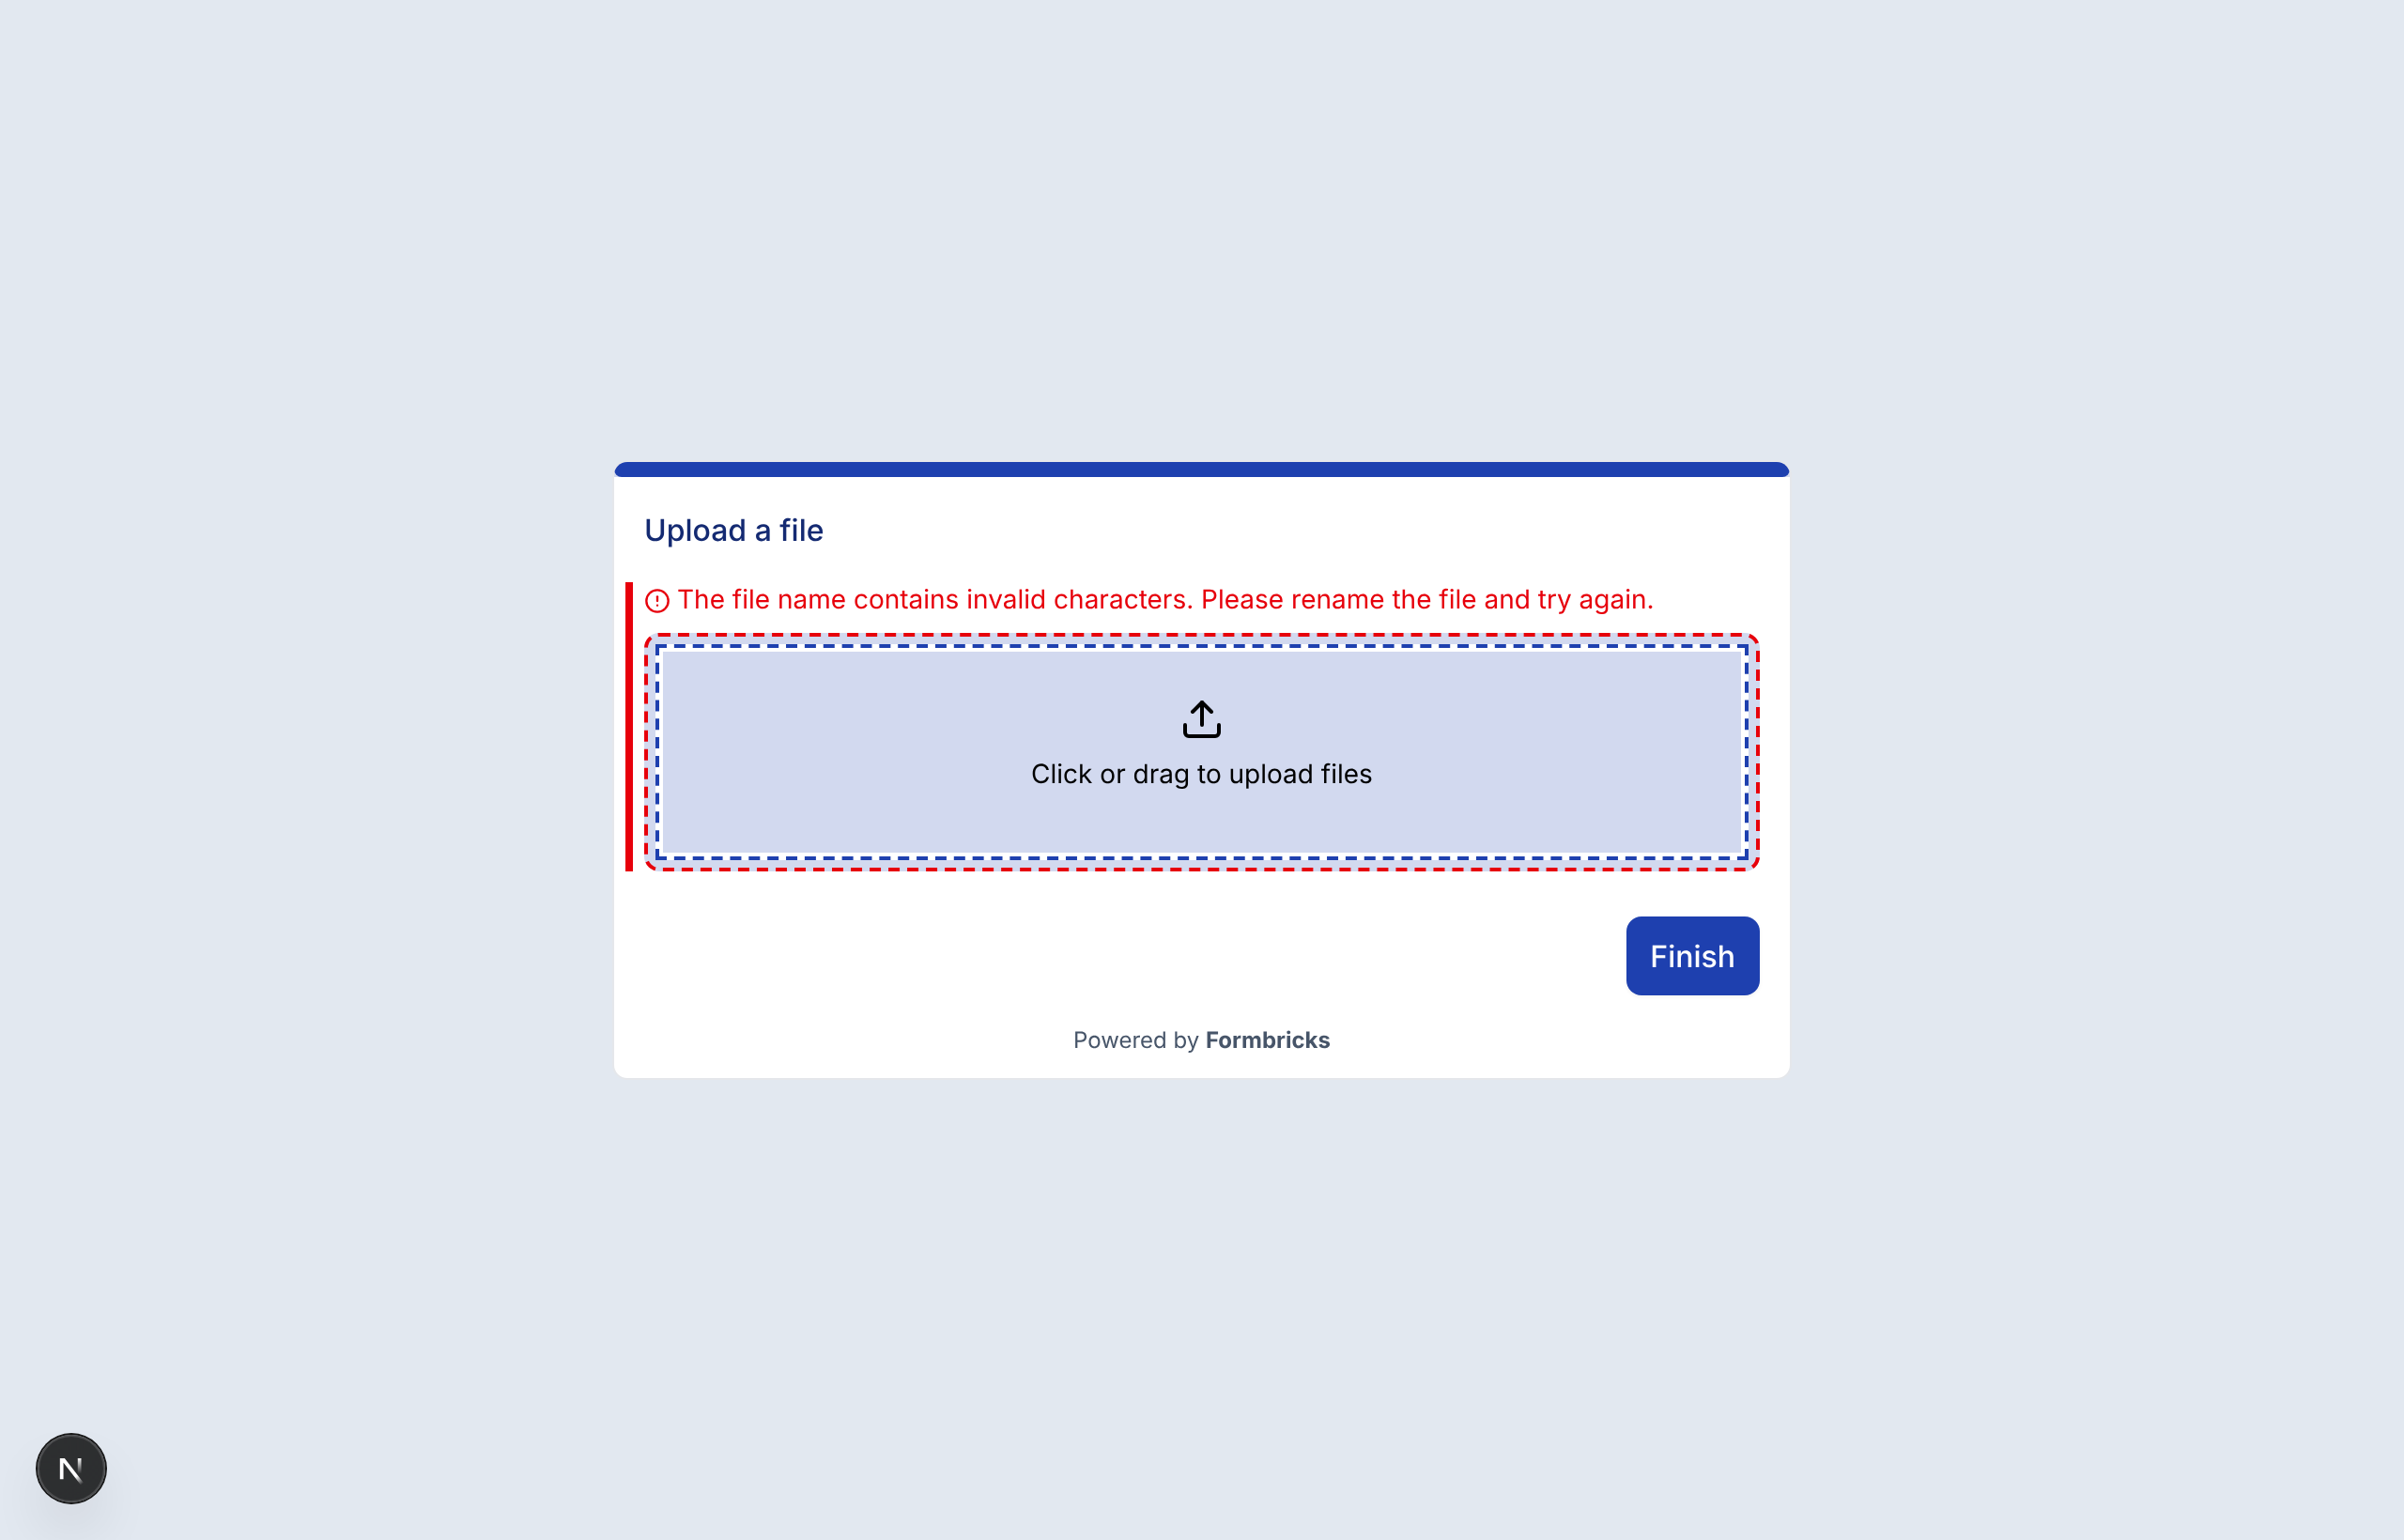 Upload a file
The file name contains invalid characters. Please rename the file and try again.
Click or drag to upload files
Finish
Powered by Formbricks
N